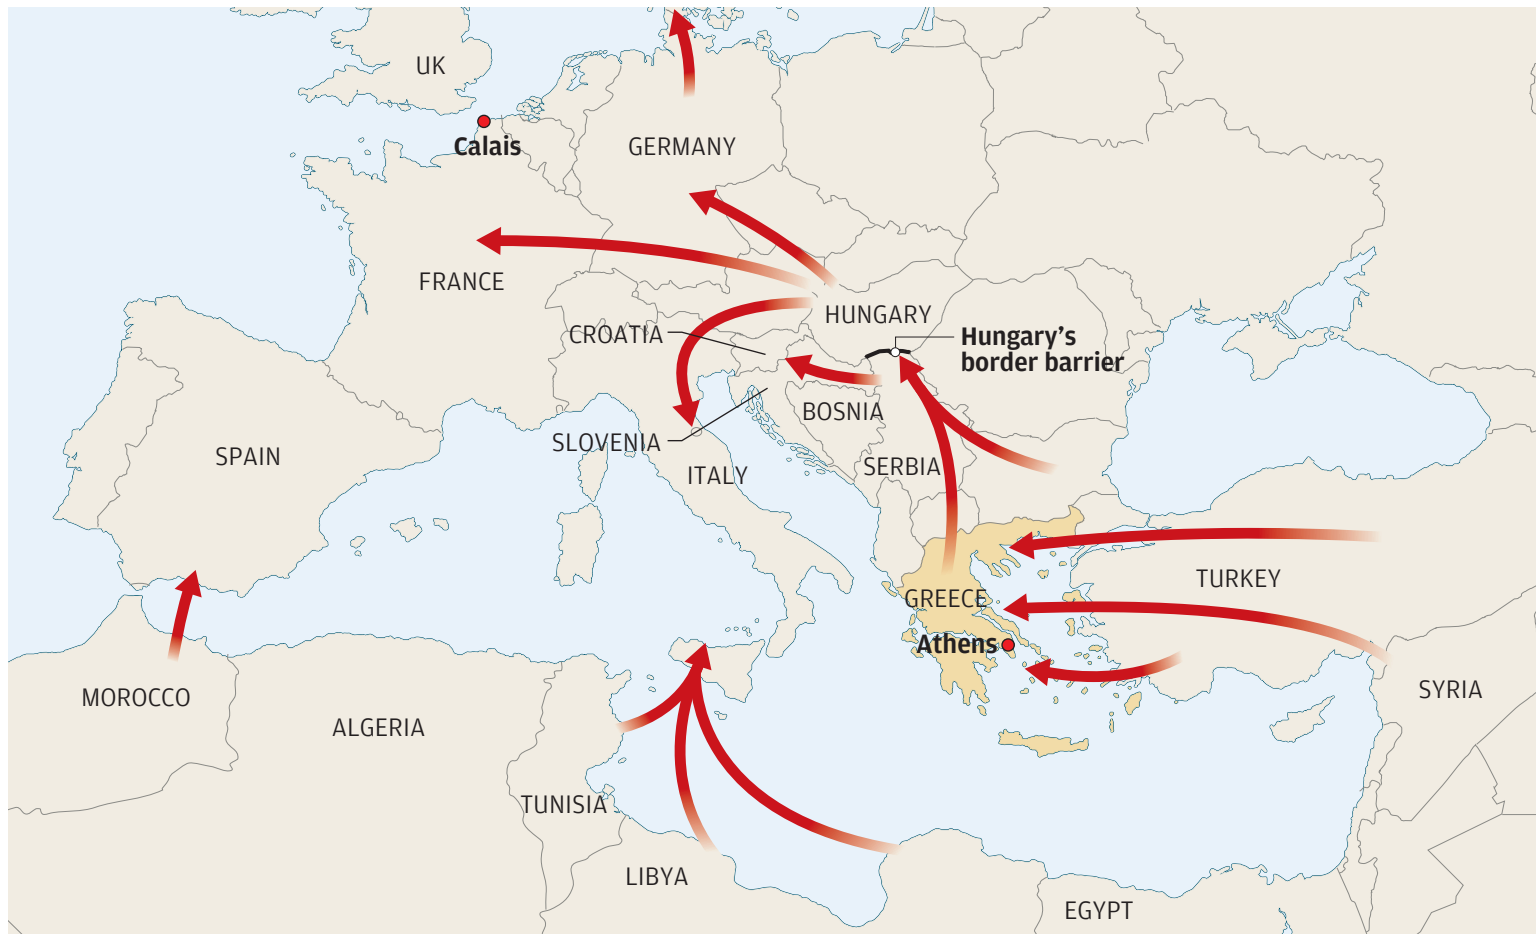 UK
Calais
GERMANY
FRANCE
HUNGARY
CROATIA
Hungary’s
border barrier
BOSNIA
SLOVENIA
SPAIN
SERBIA
ITALY
TURKEY
GREECE
Athens
MOROCCO
SYRIA
ALGERIA
TUNISIA
LIBYA
EGYPT